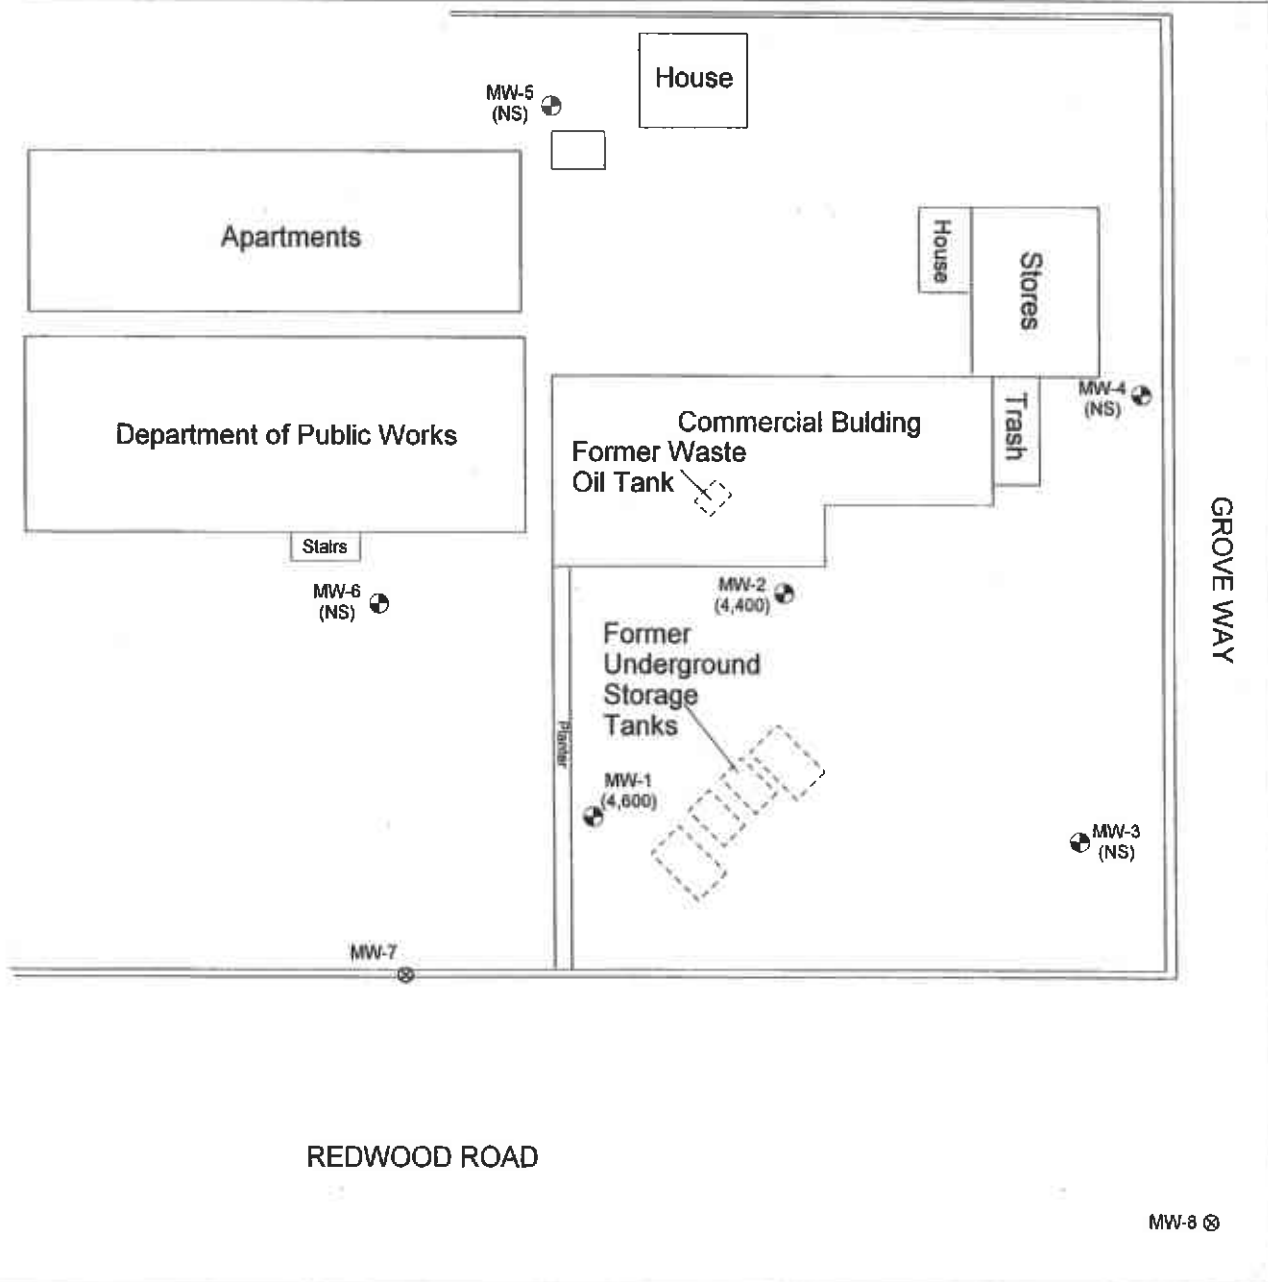 House
MW-5
(NS)
Apartments
House
Stores
Department of Public Works
Commercial Bulding
Former Waste
Oil Tank
Trash
MW-4
(NS)
Stairs
MW-6
(NS)
MW-2
(4,400)
GROVE WAY
Former
Underground
Storage
Tanks
Planter
MW-1
(4,600)
MW-3
(NS)
MW-7
REDWOOD ROAD
MW-8